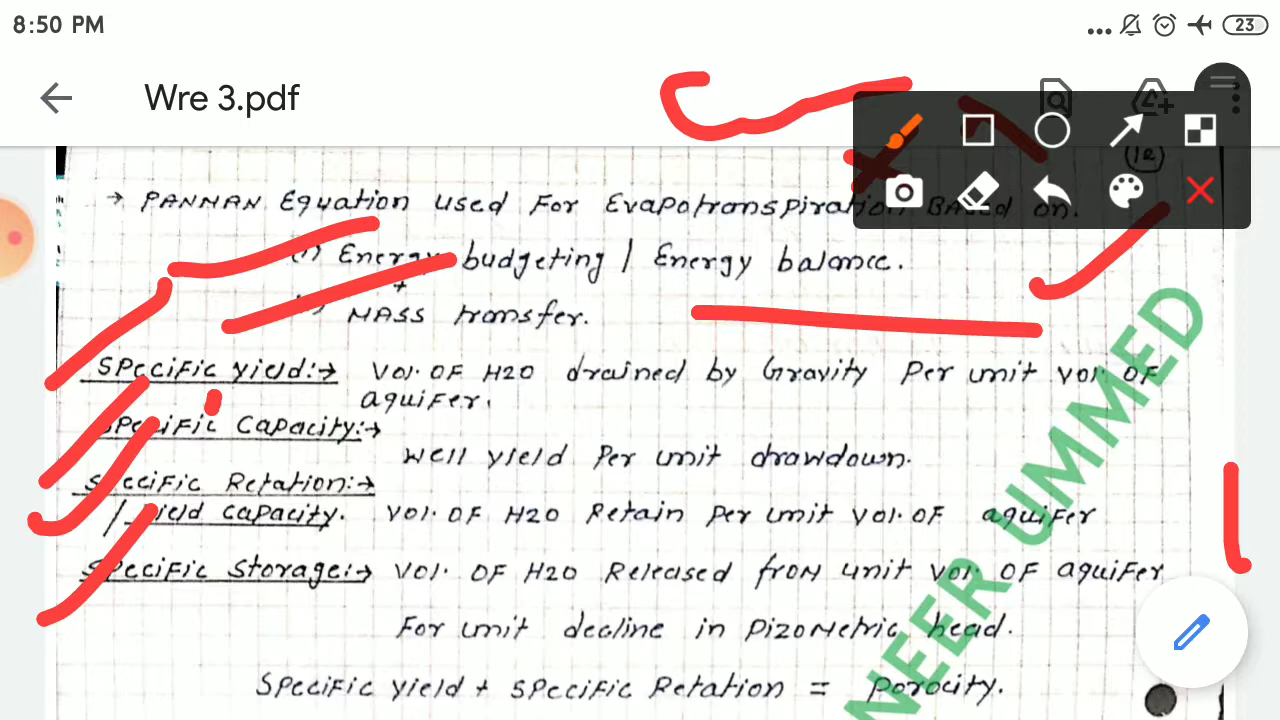 8:50 PM
23
Wre 3.pdf
(12)
→ PANMAN Equation used For Evapotranspiration BASed on.
(i) Energy budgeting / Energy balance.
+
MASS transfer.
SPecific yield:→ Vol. OF H2O drained by Gravity Per unit vol. OF
aquifer.
SPecific Capacity:→
Well yield Per unit drawdown.
Specific Retation:→
/ yield capacity. Vol. OF H2O Retain Per unit vol. OF aquifer
SPecific Storage:→ Vol. OF H2O Released from unit vol. OF aquifer
For unit decline in Pizometric head.
SPecific yield + SPecific Retation = Porocity.
NEER UMMED